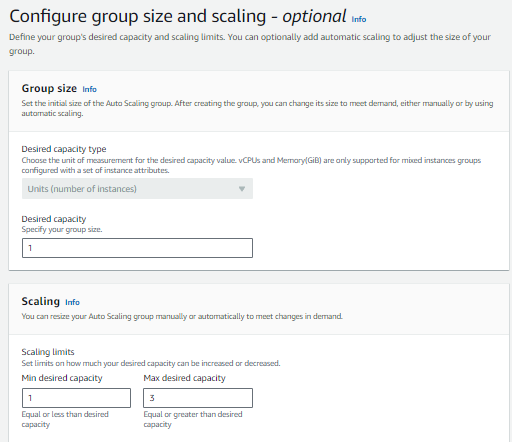 Configure group size and scaling - optional Info
Define your group's desired capacity and scaling limits. You can optionally add automatic scaling to adjust the size of your
group.
Group size Info
Set the initial size of the Auto Scaling group. After creating the group, you can change its size to meet demand, either manually or by using
automatic scaling.
Desired capacity type
Choose the unit of measurement for the desired capacity value. vCPUs and Memory(GiB) are only supported for mixed instances groups
configured with a set of instance attributes.
Units (number of instances)
Desired capacity
Specify your group size.
1
Scaling Info
You can resize your Auto Scaling group manually or automatically to meet changes in demand.
Scaling limits
Set limits on how much your desired capacity can be increased or decreased.
Min desired capacity Max desired capacity
1 3
Equal or less than desired Equal or greater than desired
capacity capacity